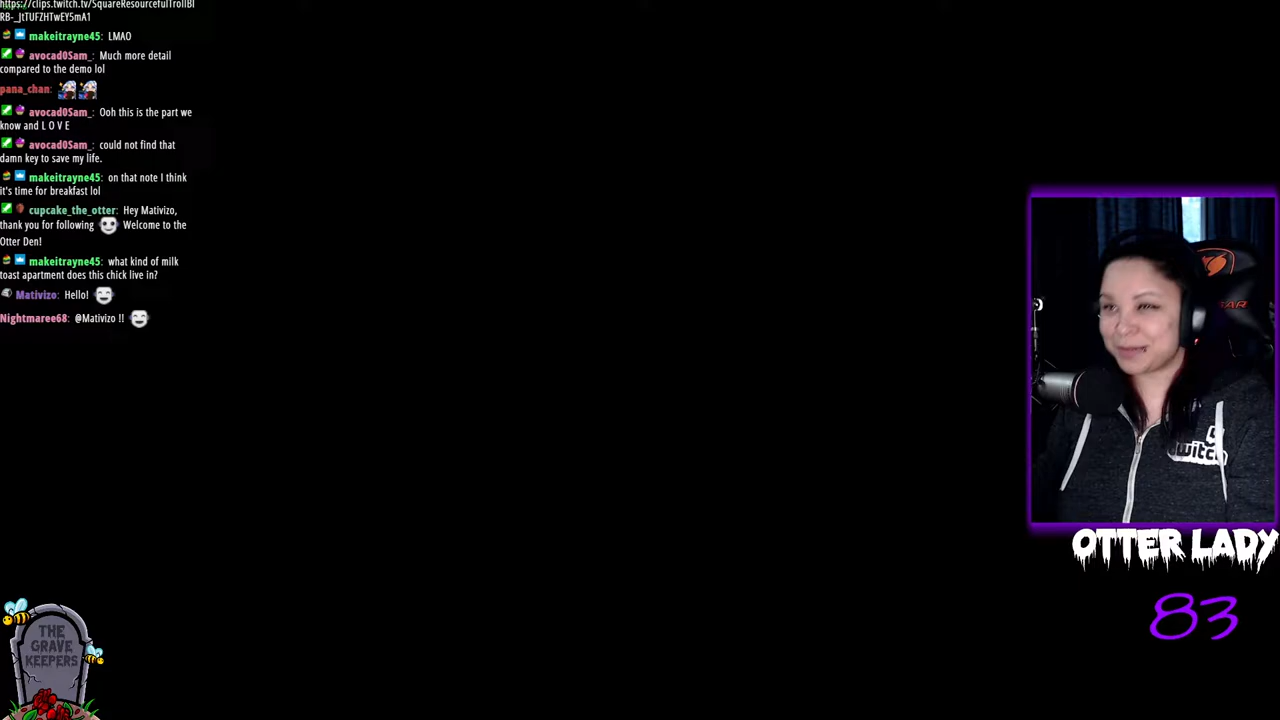 https://clips.twitch.tv/SquareResourcefulTrollBl
RB-_JtTUFZHTwEY5mA1
makeitrayne45: LMAO
avocad0Sam_: Much more detail
compared to the demo lol
pana_chan:
avocad0Sam_: Ooh this is the part we
know and L O V E
avocad0Sam_: could not find that
damn key to save my life.
makeitrayne45: on that note I think
it's time for breakfast lol
cupcake_the_otter: Hey Mativizo,
thank you for following Welcome to the
Otter Den!
makeitrayne45: what kind of milk
toast apartment does this chick live in?
Mativizo: Hello!
Nightmaree68: @Mativizo !!
twitch
OTTER LADY
83
THE
GRAVE
KEEPERS